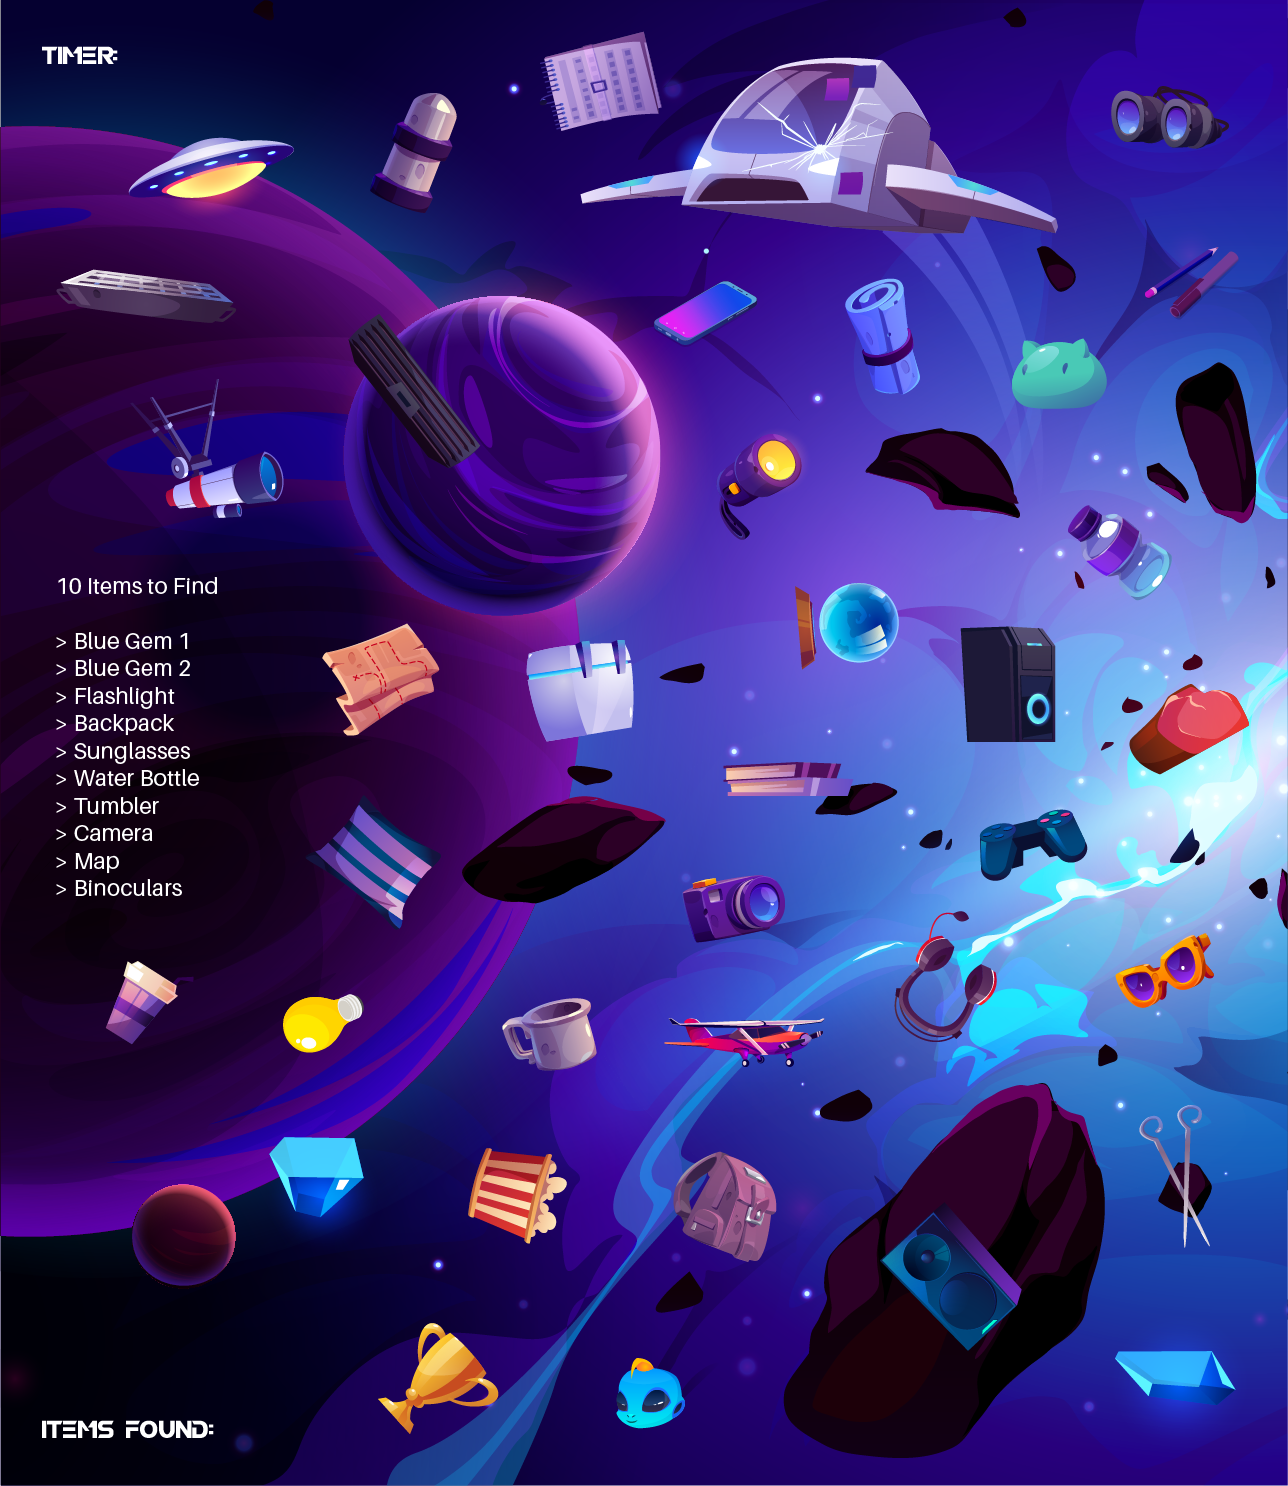 TIMER:
10 Items to Find
> Blue Gem 1
> Blue Gem 2
> Flashlight
> Backpack
> Sunglasses
> Water Bottle
> Tumbler
> Camera
> Map
> Binoculars
ITEMS FOUND: